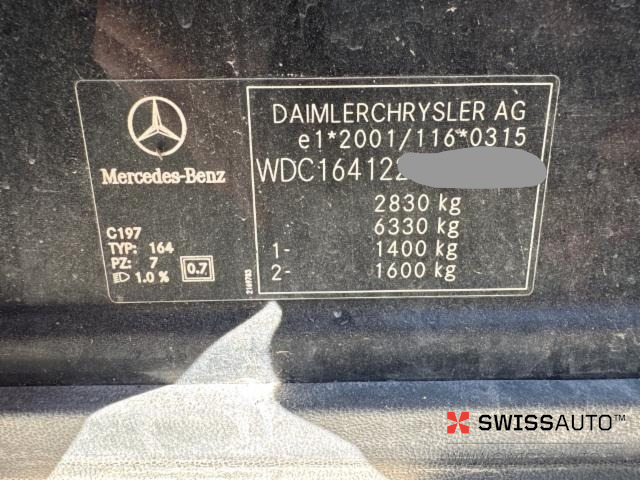 Mercedes-Benz
C197
TYP: 164
PZ: 7
1.0 % 0.7
2169783
DAIMLERCHRYSLER AG
e1*2001/116*0315
WDC164122
2830 kg
6330 kg
1- 1400 kg
2- 1600 kg
SWISSAUTO™